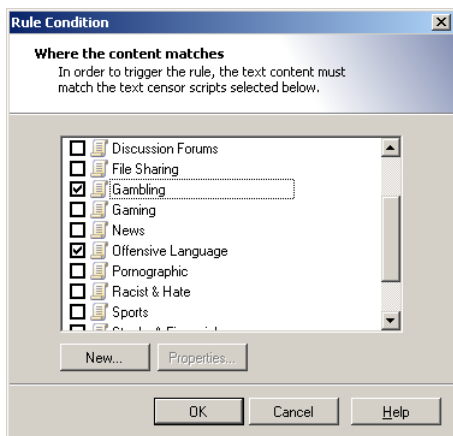 Rule Condition
Where the content matches
In order to trigger the rule, the text content must
match the text censor scripts selected below.
Discussion Forums
File Sharing
Gambling
Gaming
News
Offensive Language
Pornographic
Racist & Hate
Sports
New...
Properties...
OK
Cancel
Help